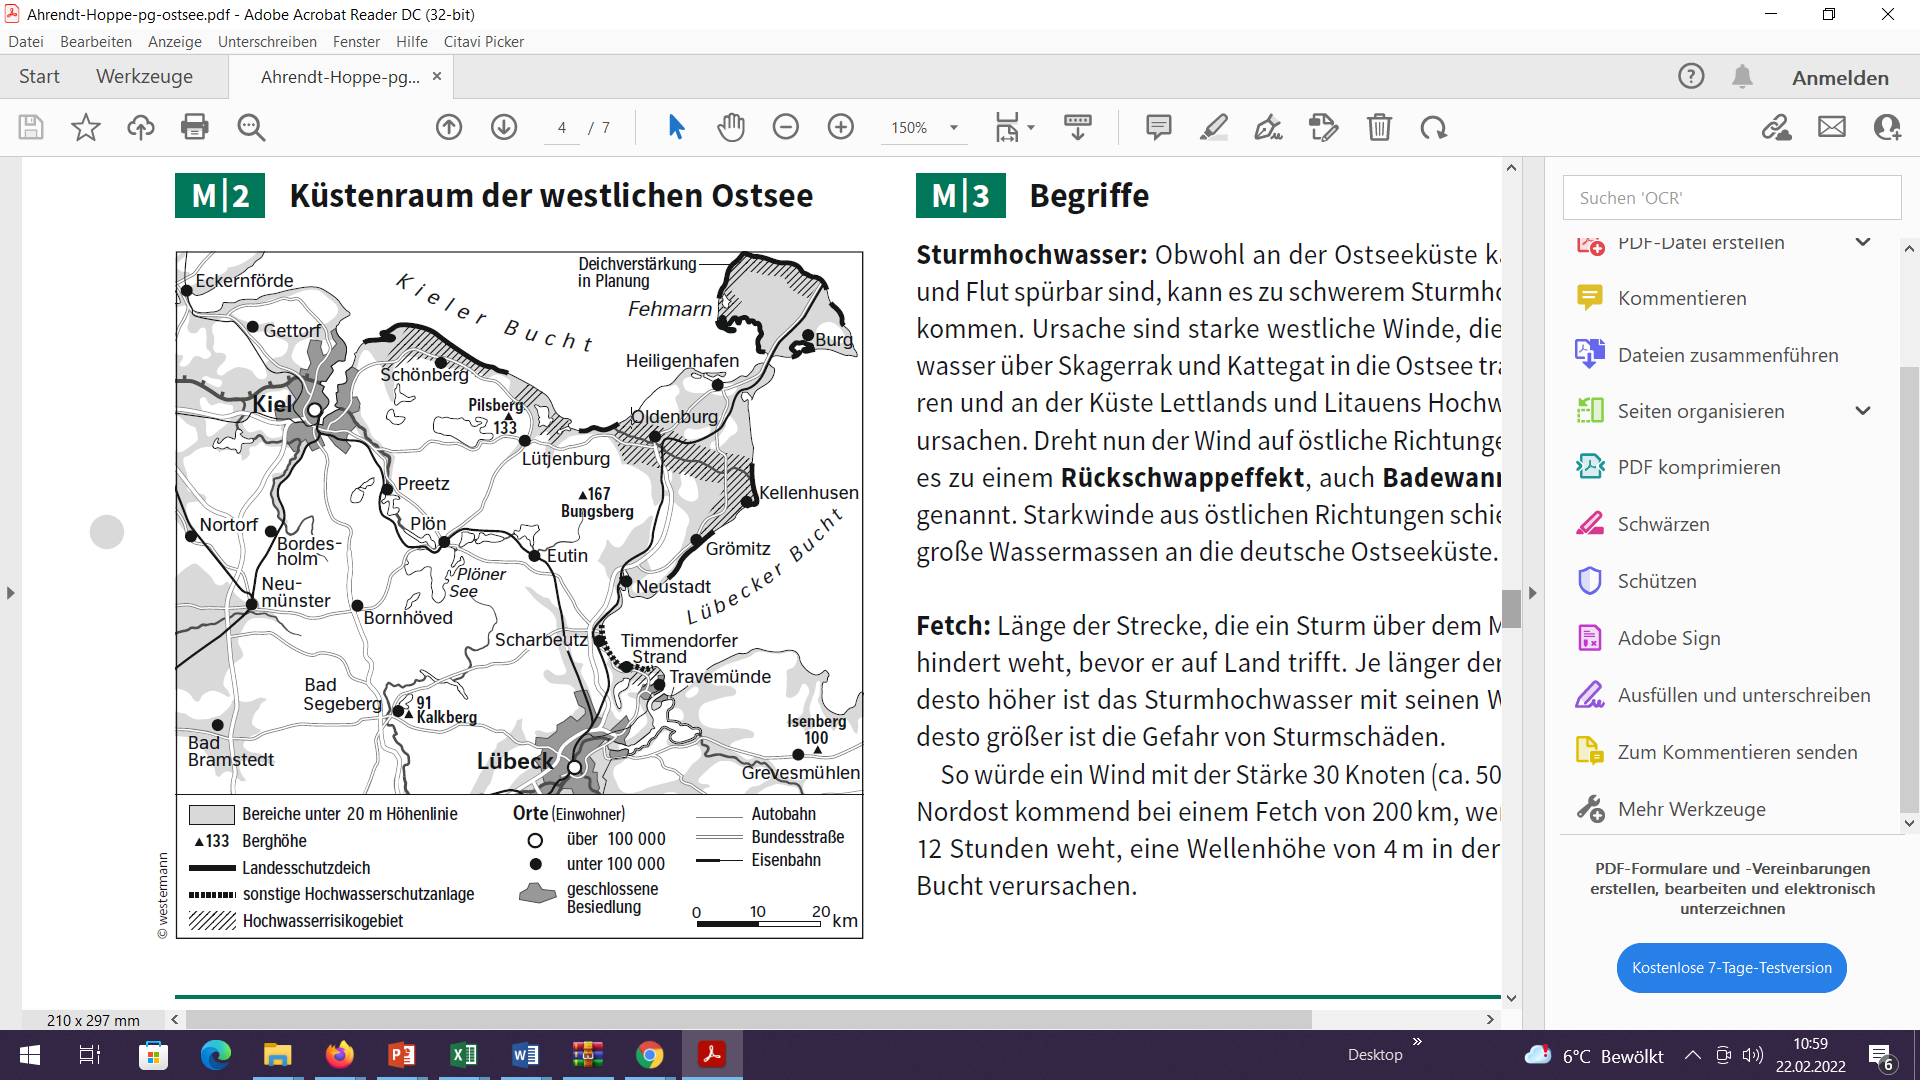 Ahrendt-Hoppe-pg-ostsee.pdf - Adobe Acrobat Reader DC (32-bit)
Datei Bearbeiten Anzeige Unterschreiben Fenster Hilfe Citavi Picker
Start Werkzeuge Ahrendt-Hoppe-pg... × Anmelden
4 / 7 150%
M|2 Küstenraum der westlichen Ostsee
Eckernförde
Kieler Bucht
Deichverstärkung
in Planung
Fehmarn
Gettorf
Burg
Heiligenhafen
Schönberg
Kiel
Pilsberg
133
Oldenburg
Lütjenburg
Preetz
167
Bungsberg
Kellenhusen
Nortorf
Plön
Bordes-
holm
Eutin
Grömitz
Lübecker Bucht
Plöner
See
Neu-
münster
Neustadt
Bornhöved
Scharbeutz
Timmendorfer
Strand
Travemünde
Bad
Segeberg
91
Kalkberg
Isenberg
100
Bad
Bramstedt
Lübeck
Grevesmühlen
Bereiche unter 20 m Höhenlinie
133 Berghöhe
Landesschutzdeich
sonstige Hochwasserschutzanlage
Hochwasserrisikogebiet
Orte (Einwohner)
über 100 000
unter 100 000
geschlossene
Besiedlung
Autobahn
Bundesstraße
Eisenbahn
0 10 20 km
© westermann
M|3 Begriffe
Sturmhochwasser: Obwohl an der Ostseeküste k
und Flut spürbar sind, kann es zu schwerem Sturmh
kommen. Ursache sind starke westliche Winde, die
wasser über Skagerrak und Kattegat in die Ostsee tra
ren und an der Küste Lettlands und Litauens Hochw
ursachen. Dreht nun der Wind auf östliche Richtunge
es zu einem Rückschwappeffekt, auch Badewann
genannt. Starkwinde aus östlichen Richtungen schie
große Wassermassen an die deutsche Ostseeküste.
Fetch: Länge der Strecke, die ein Sturm über dem M
hindert weht, bevor er auf Land trifft. Je länger der
desto höher ist das Sturmhochwasser mit seinen W
desto größer ist die Gefahr von Sturmschäden.
So würde ein Wind mit der Stärke 30 Knoten (ca. 50
Nordost kommend bei einem Fetch von 200 km, we
12 Stunden weht, eine Wellenhöhe von 4 m in der
Bucht verursachen.
210 x 297 mm
Suchen 'OCR'
PDF-Datei erstellen
Kommentieren
Dateien zusammenführen
Seiten organisieren
PDF komprimieren
Schwärzen
Schützen
Adobe Sign
Ausfüllen und unterschreiben
Zum Kommentieren senden
Mehr Werkzeuge
PDF-Formulare und -Vereinbarungen
erstellen, bearbeiten und elektronisch
unterzeichnen
Kostenlose 7-Tage-Testversion
Desktop » 6°C Bewölkt
10:59
22.02.2022
6